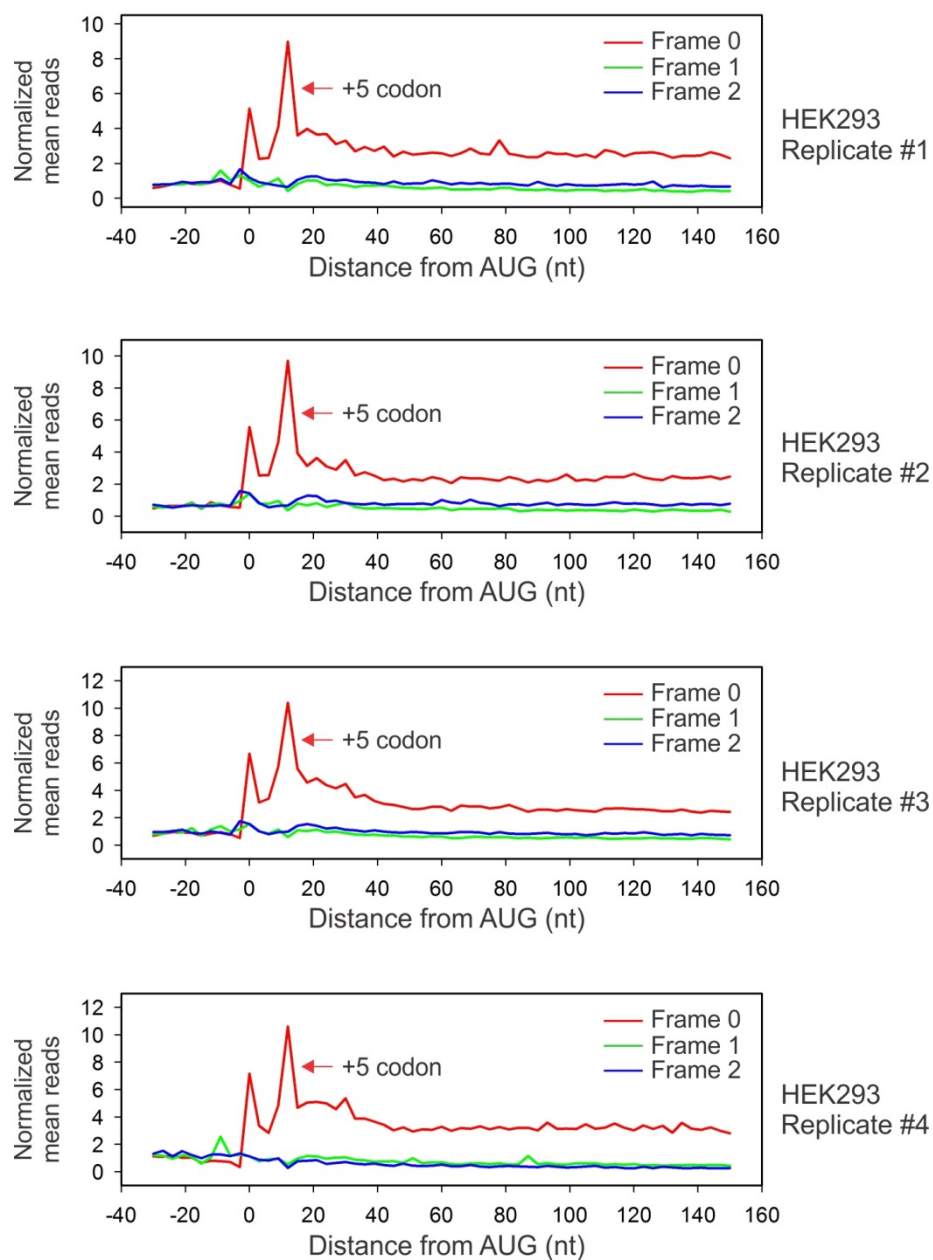 Normalized
mean reads
10
8
6
4
2
0
Frame 0
Frame 1
Frame 2
+5 codon
-40 -20 0 20 40 60 80 100 120 140 160
Distance from AUG (nt)
HEK293
Replicate #1
Normalized
mean reads
10
8
6
4
2
0
Frame 0
Frame 1
Frame 2
+5 codon
-40 -20 0 20 40 60 80 100 120 140 160
Distance from AUG (nt)
HEK293
Replicate #2
Normalized
mean reads
12
10
8
6
4
2
0
Frame 0
Frame 1
Frame 2
+5 codon
-40 -20 0 20 40 60 80 100 120 140 160
Distance from AUG (nt)
HEK293
Replicate #3
Normalized
mean reads
12
10
8
6
4
2
0
Frame 0
Frame 1
Frame 2
+5 codon
-40 -20 0 20 40 60 80 100 120 140 160
Distance from AUG (nt)
HEK293
Replicate #4